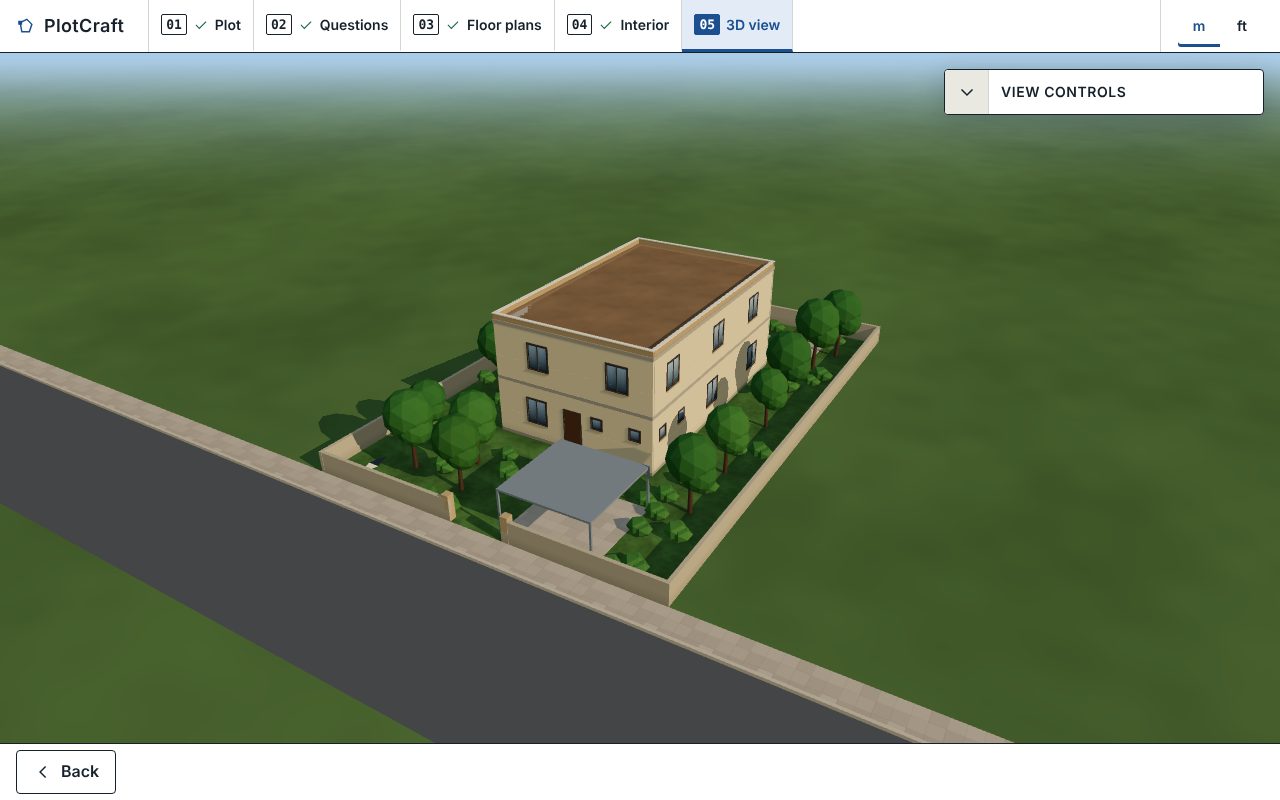 PlotCraft
01 Plot
02 Questions
03 Floor plans
04 Interior
05 3D view
m
ft
VIEW CONTROLS
Back